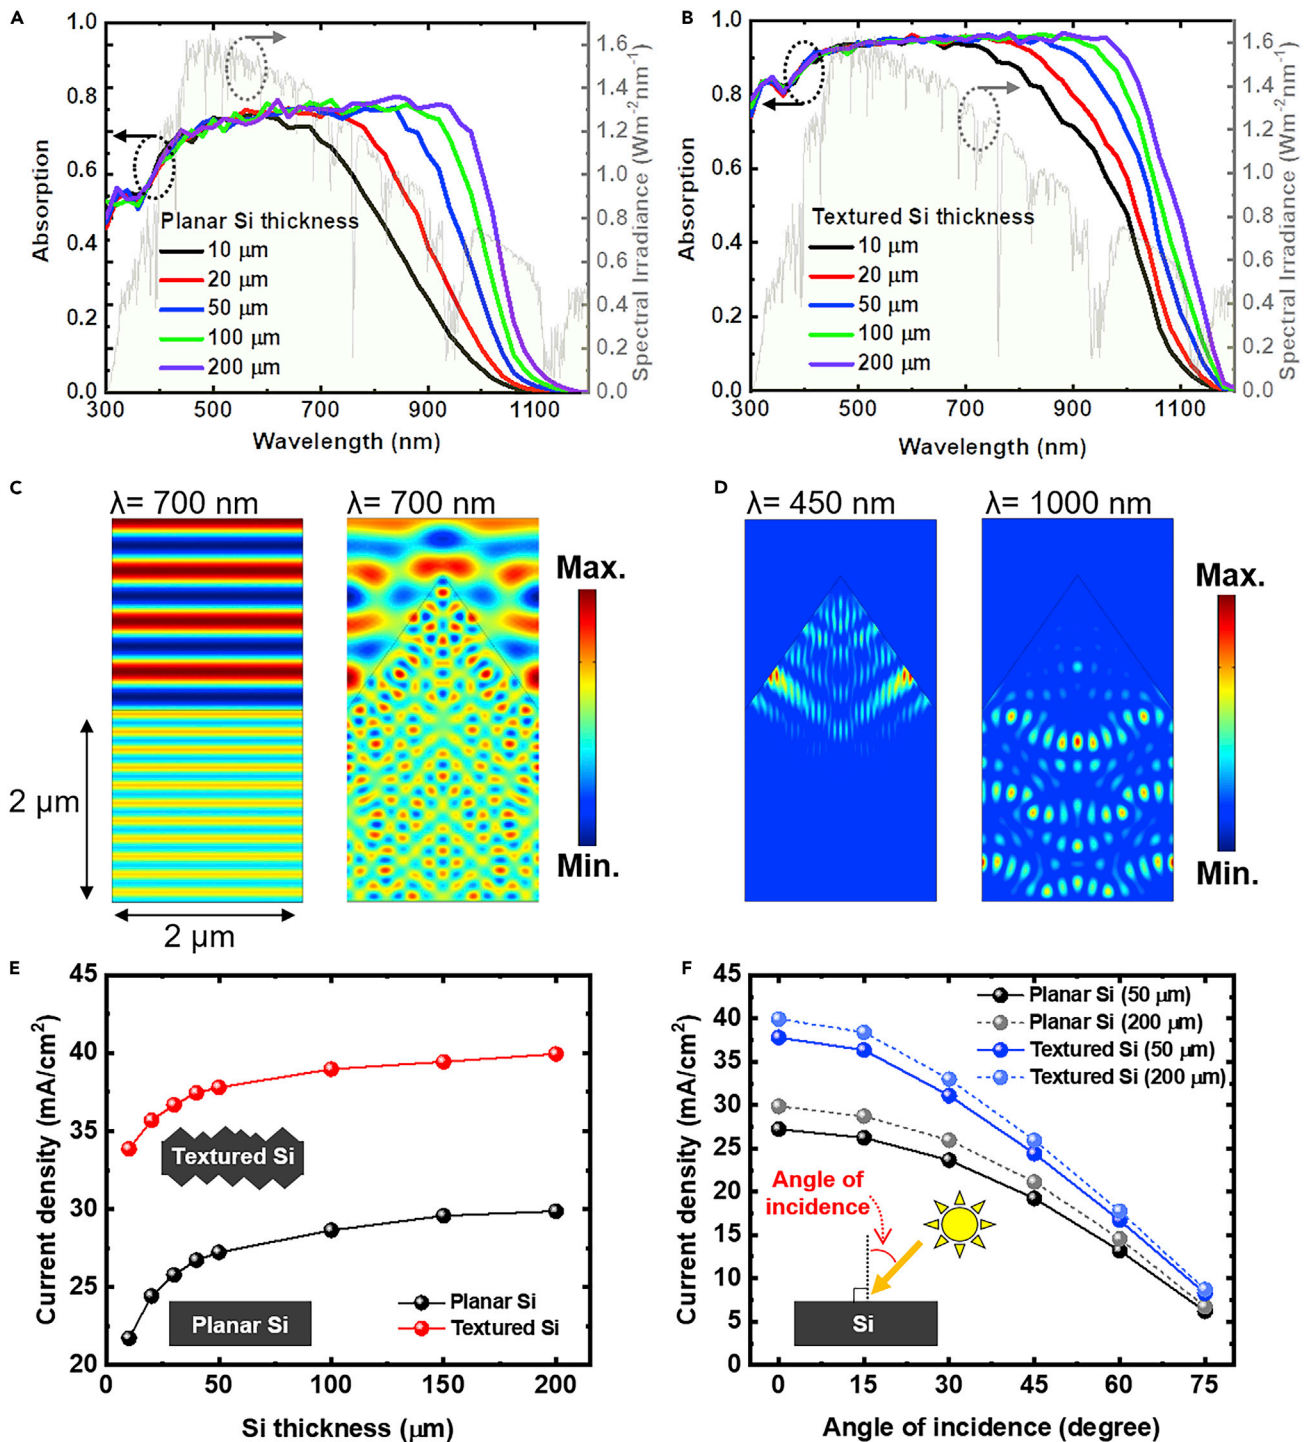 A
1.0
0.8
0.6
0.4
0.2
0.0
Absorption
300
500
700
900
1100
Wavelength (nm)
1.6
1.4
1.2
1.0
0.8
0.6
0.4
0.2
0.0
Spectral Irradiance (Wm-2nm-1)
Planar Si thickness
10 μm
20 μm
50 μm
100 μm
200 μm
B
1.0
0.8
0.6
0.4
0.2
0.0
Absorption
300
500
700
900
1100
Wavelength (nm)
1.6
1.4
1.2
1.0
0.8
0.6
0.4
0.2
0.0
Spectral Irradiance (Wm-2nm-1)
Textured Si thickness
10 μm
20 μm
50 μm
100 μm
200 μm
C
λ= 700 nm
λ= 700 nm
Max.
Min.
2 μm
2 μm
D
λ= 450 nm
λ= 1000 nm
Max.
Min.
E
45
40
35
30
25
20
Current density (mA/cm2)
0
50
100
150
200
Si thickness (μm)
Textured Si
Planar Si
Planar Si
Textured Si
F
45
40
35
30
25
20
15
10
5
0
Current density (mA/cm2)
0
15
30
45
60
75
Angle of incidence (degree)
Planar Si (50 μm)
Planar Si (200 μm)
Textured Si (50 μm)
Textured Si (200 μm)
Angle of
incidence
Si